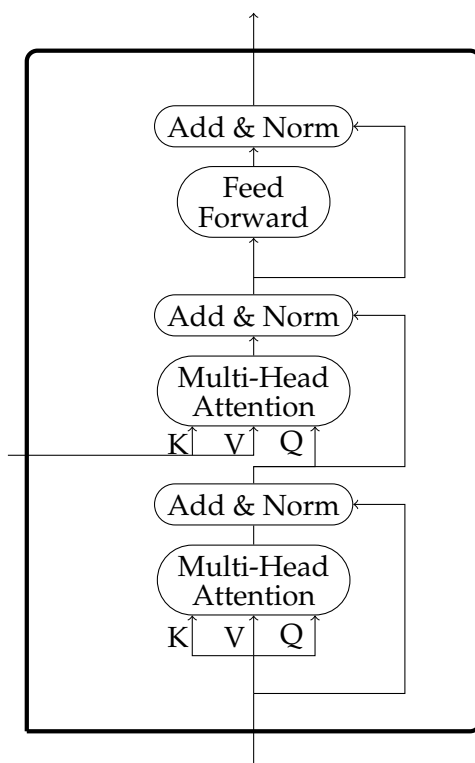 Add & Norm
Feed
Forward
Add & Norm
Multi-Head
Attention
K V Q
Add & Norm
Multi-Head
Attention
K V Q